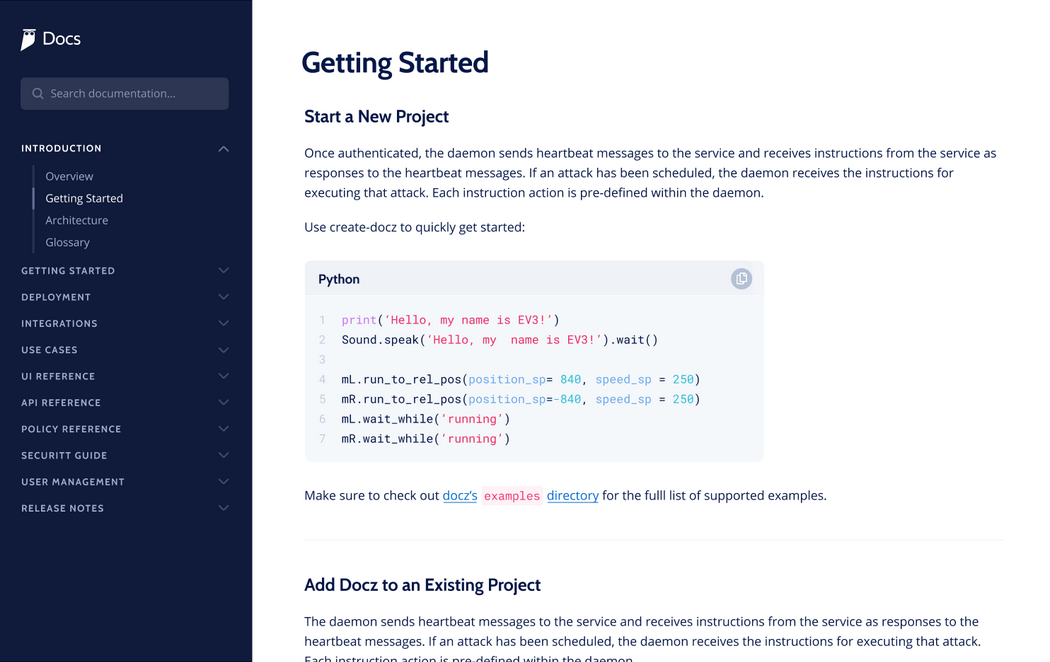 Docs
Search documentation...
INTRODUCTION
Overview
Getting Started
Architecture
Glossary
GETTING STARTED
DEPLOYMENT
INTEGRATIONS
USE CASES
UI REFERENCE
API REFERENCE
POLICY REFERENCE
SECURITT GUIDE
USER MANAGEMENT
RELEASE NOTES
Getting Started
Start a New Project
Once authenticated, the daemon sends heartbeat messages to the service and receives instructions from the service as
responses to the heartbeat messages. If an attack has been scheduled, the daemon receives the instructions for
executing that attack. Each instruction action is pre-defined within the daemon.
Use create-docz to quickly get started:
Python
1 print('Hello, my name is EV3!')
2 Sound.speak('Hello, my  name is EV3!').wait()
3
4 mL.run_to_rel_pos(position_sp= 840, speed_sp = 250)
5 mR.run_to_rel_pos(position_sp=-840, speed_sp = 250)
6 mL.wait_while('running')
7 mR.wait_while('running')
Make sure to check out docz's examples directory for the fulll list of supported examples.
Add Docz to an Existing Project
The daemon sends heartbeat messages to the service and receives instructions from the service as responses to the
heartbeat messages. If an attack has been scheduled, the daemon receives the instructions for executing that attack.
Each instruction action is pre-defined within the daemon.